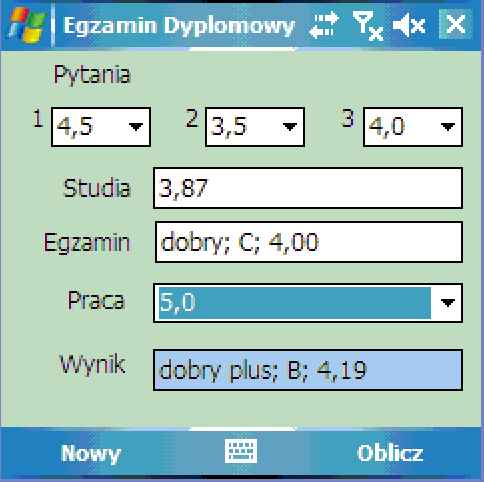 Egzamin Dyplomowy
Pytania
1 4,5 2 3,5 3 4,0
Studia 3,87
Egzamin dobry; C; 4,00
Praca 5,0
Wynik dobry plus; B; 4,19
Nowy Oblicz